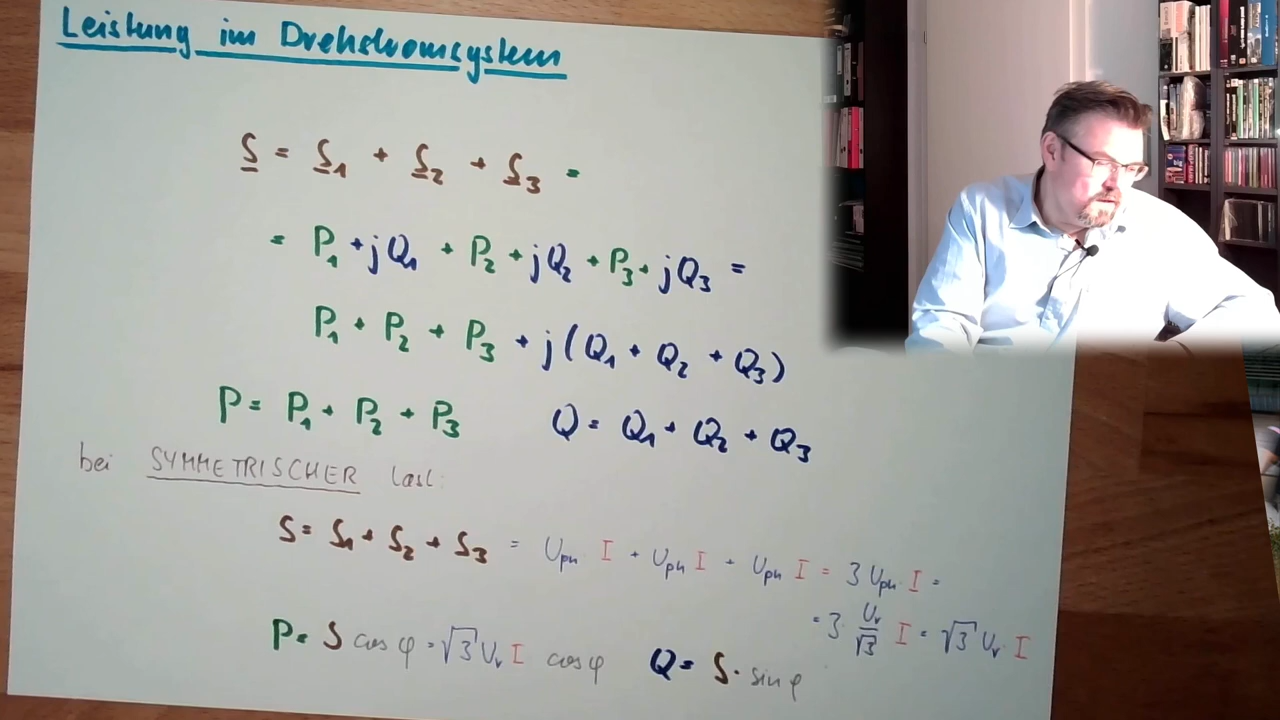 Leistung im Drehstromsystem
S = S1 + S2 + S3 =
= P1 + jQ1 + P2 + jQ2 + P3 + jQ3 =
P1 + P2 + P3 + j(Q1 + Q2 + Q3)
P = P1 + P2 + P3 Q = Q1 + Q2 + Q3
bei SYMMETRISCHER Last:
S = S1 + S2 + S3 = Uph I + Uph I + Uph I = 3 Uph I =
= 3 Uv/√3 I = √3 Uv I
P = S cos φ = √3 Uv I cos φ Q = S · sin φ